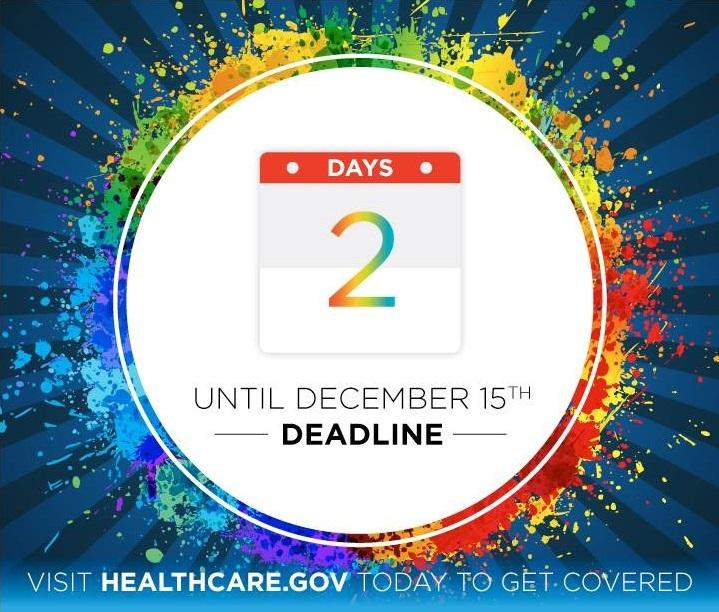 DAYS
2
UNTIL DECEMBER 15TH
DEADLINE
VISIT HEALTHCARE.GOV TODAY TO GET COVERED